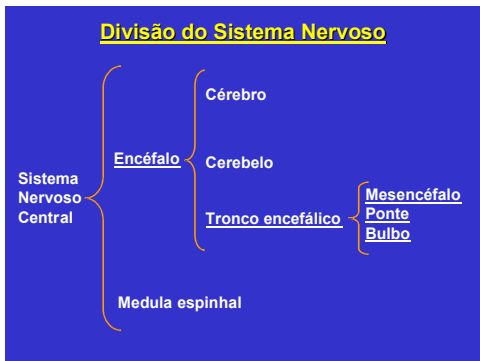 Divisão do Sistema Nervoso
Cérebro
Encéfalo
Cerebelo
Sistema
Nervoso
Central
Tronco encefálico
Mesencéfalo
Ponte
Bulbo
Medula espinhal